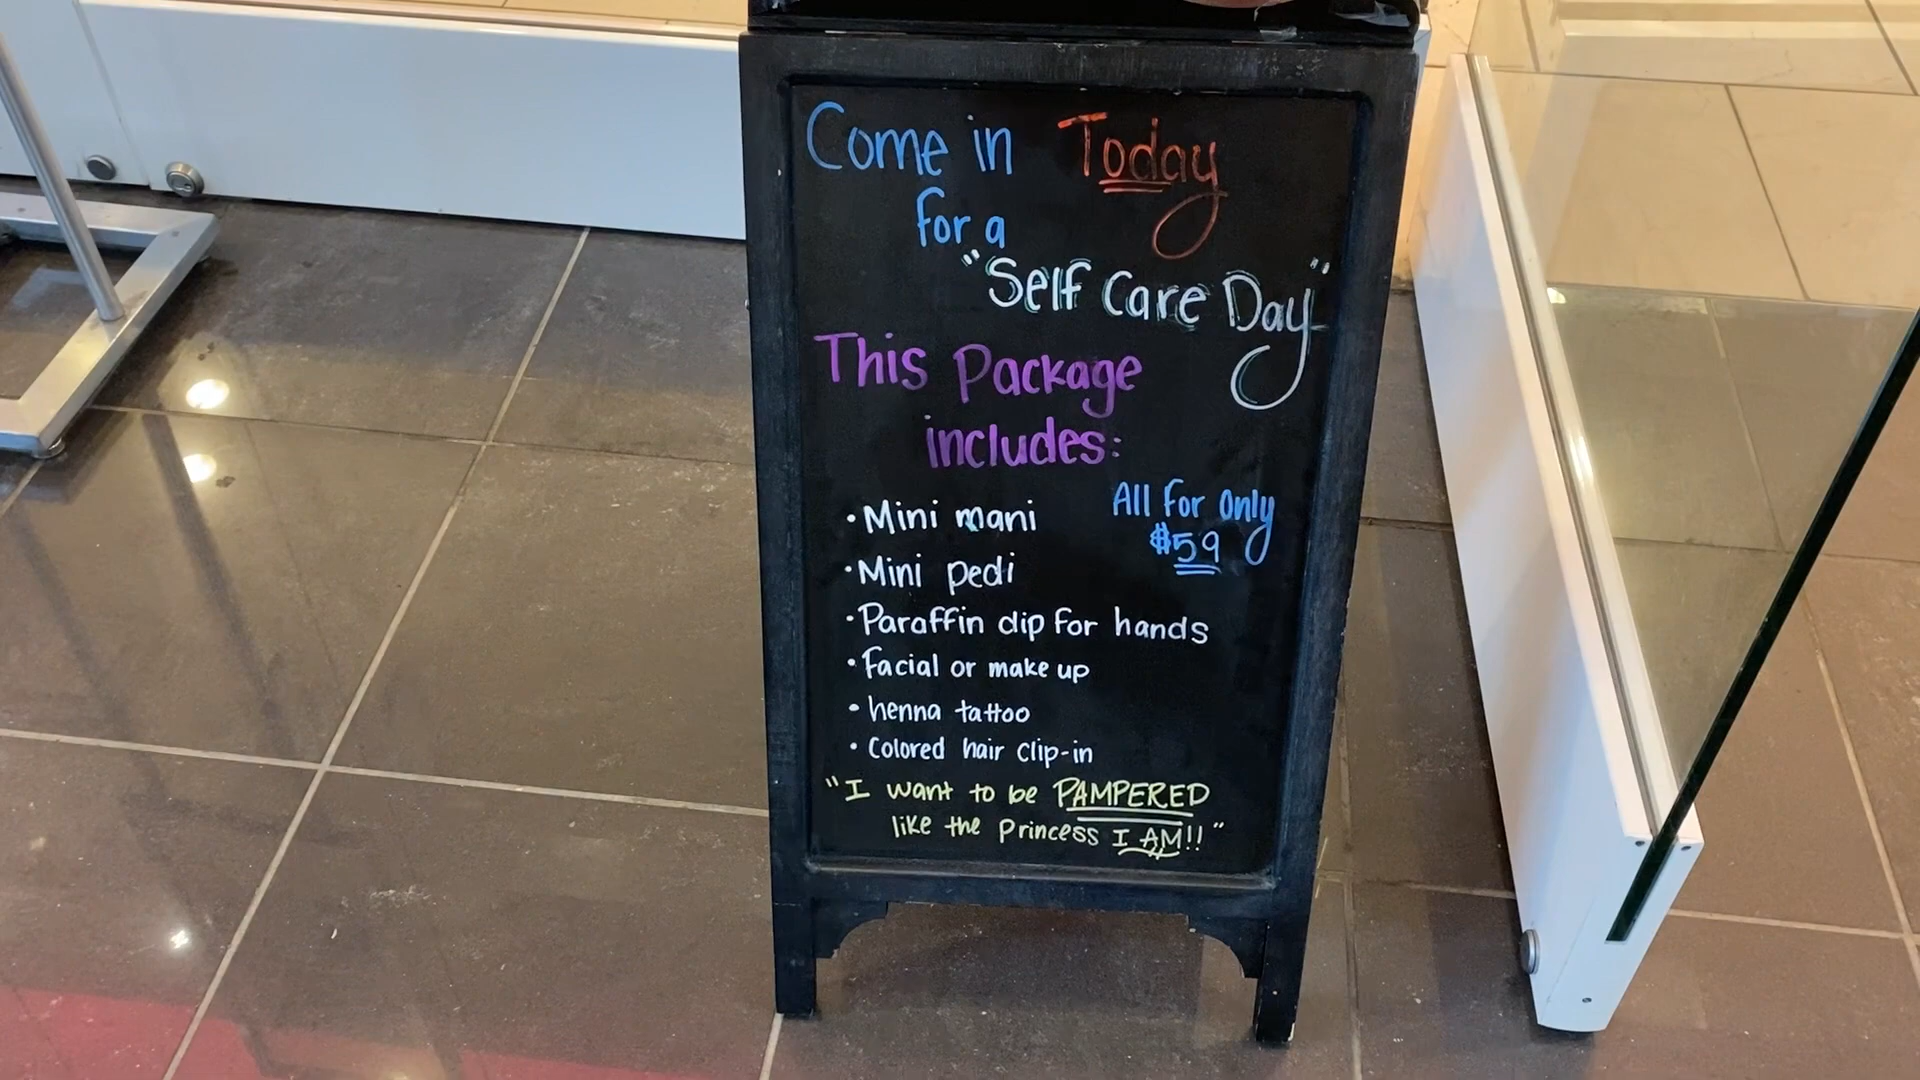 Come in Today
for a
"Self Care Day"
This Package
includes:
All for Only
$59
• Mini mani
• Mini pedi
• Paraffin dip for hands
• Facial or make up
• henna tattoo
• Colored hair clip-in
"I want to be PAMPERED
like the Princess I AM!!"